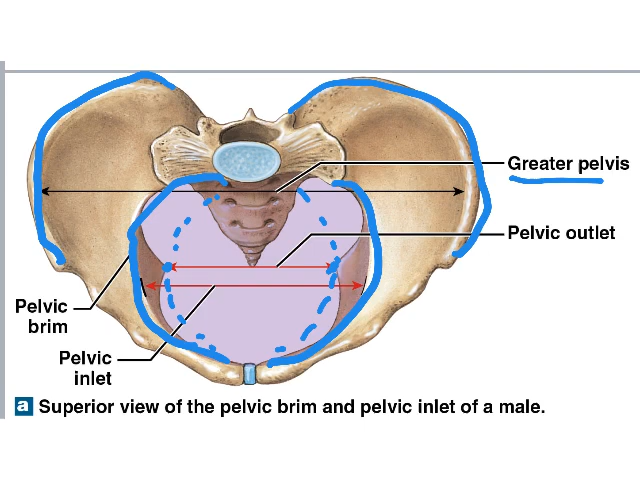 Greater pelvis
Pelvic outlet
Pelvic
brim
Pelvic
inlet
a Superior view of the pelvic brim and pelvic inlet of a male.